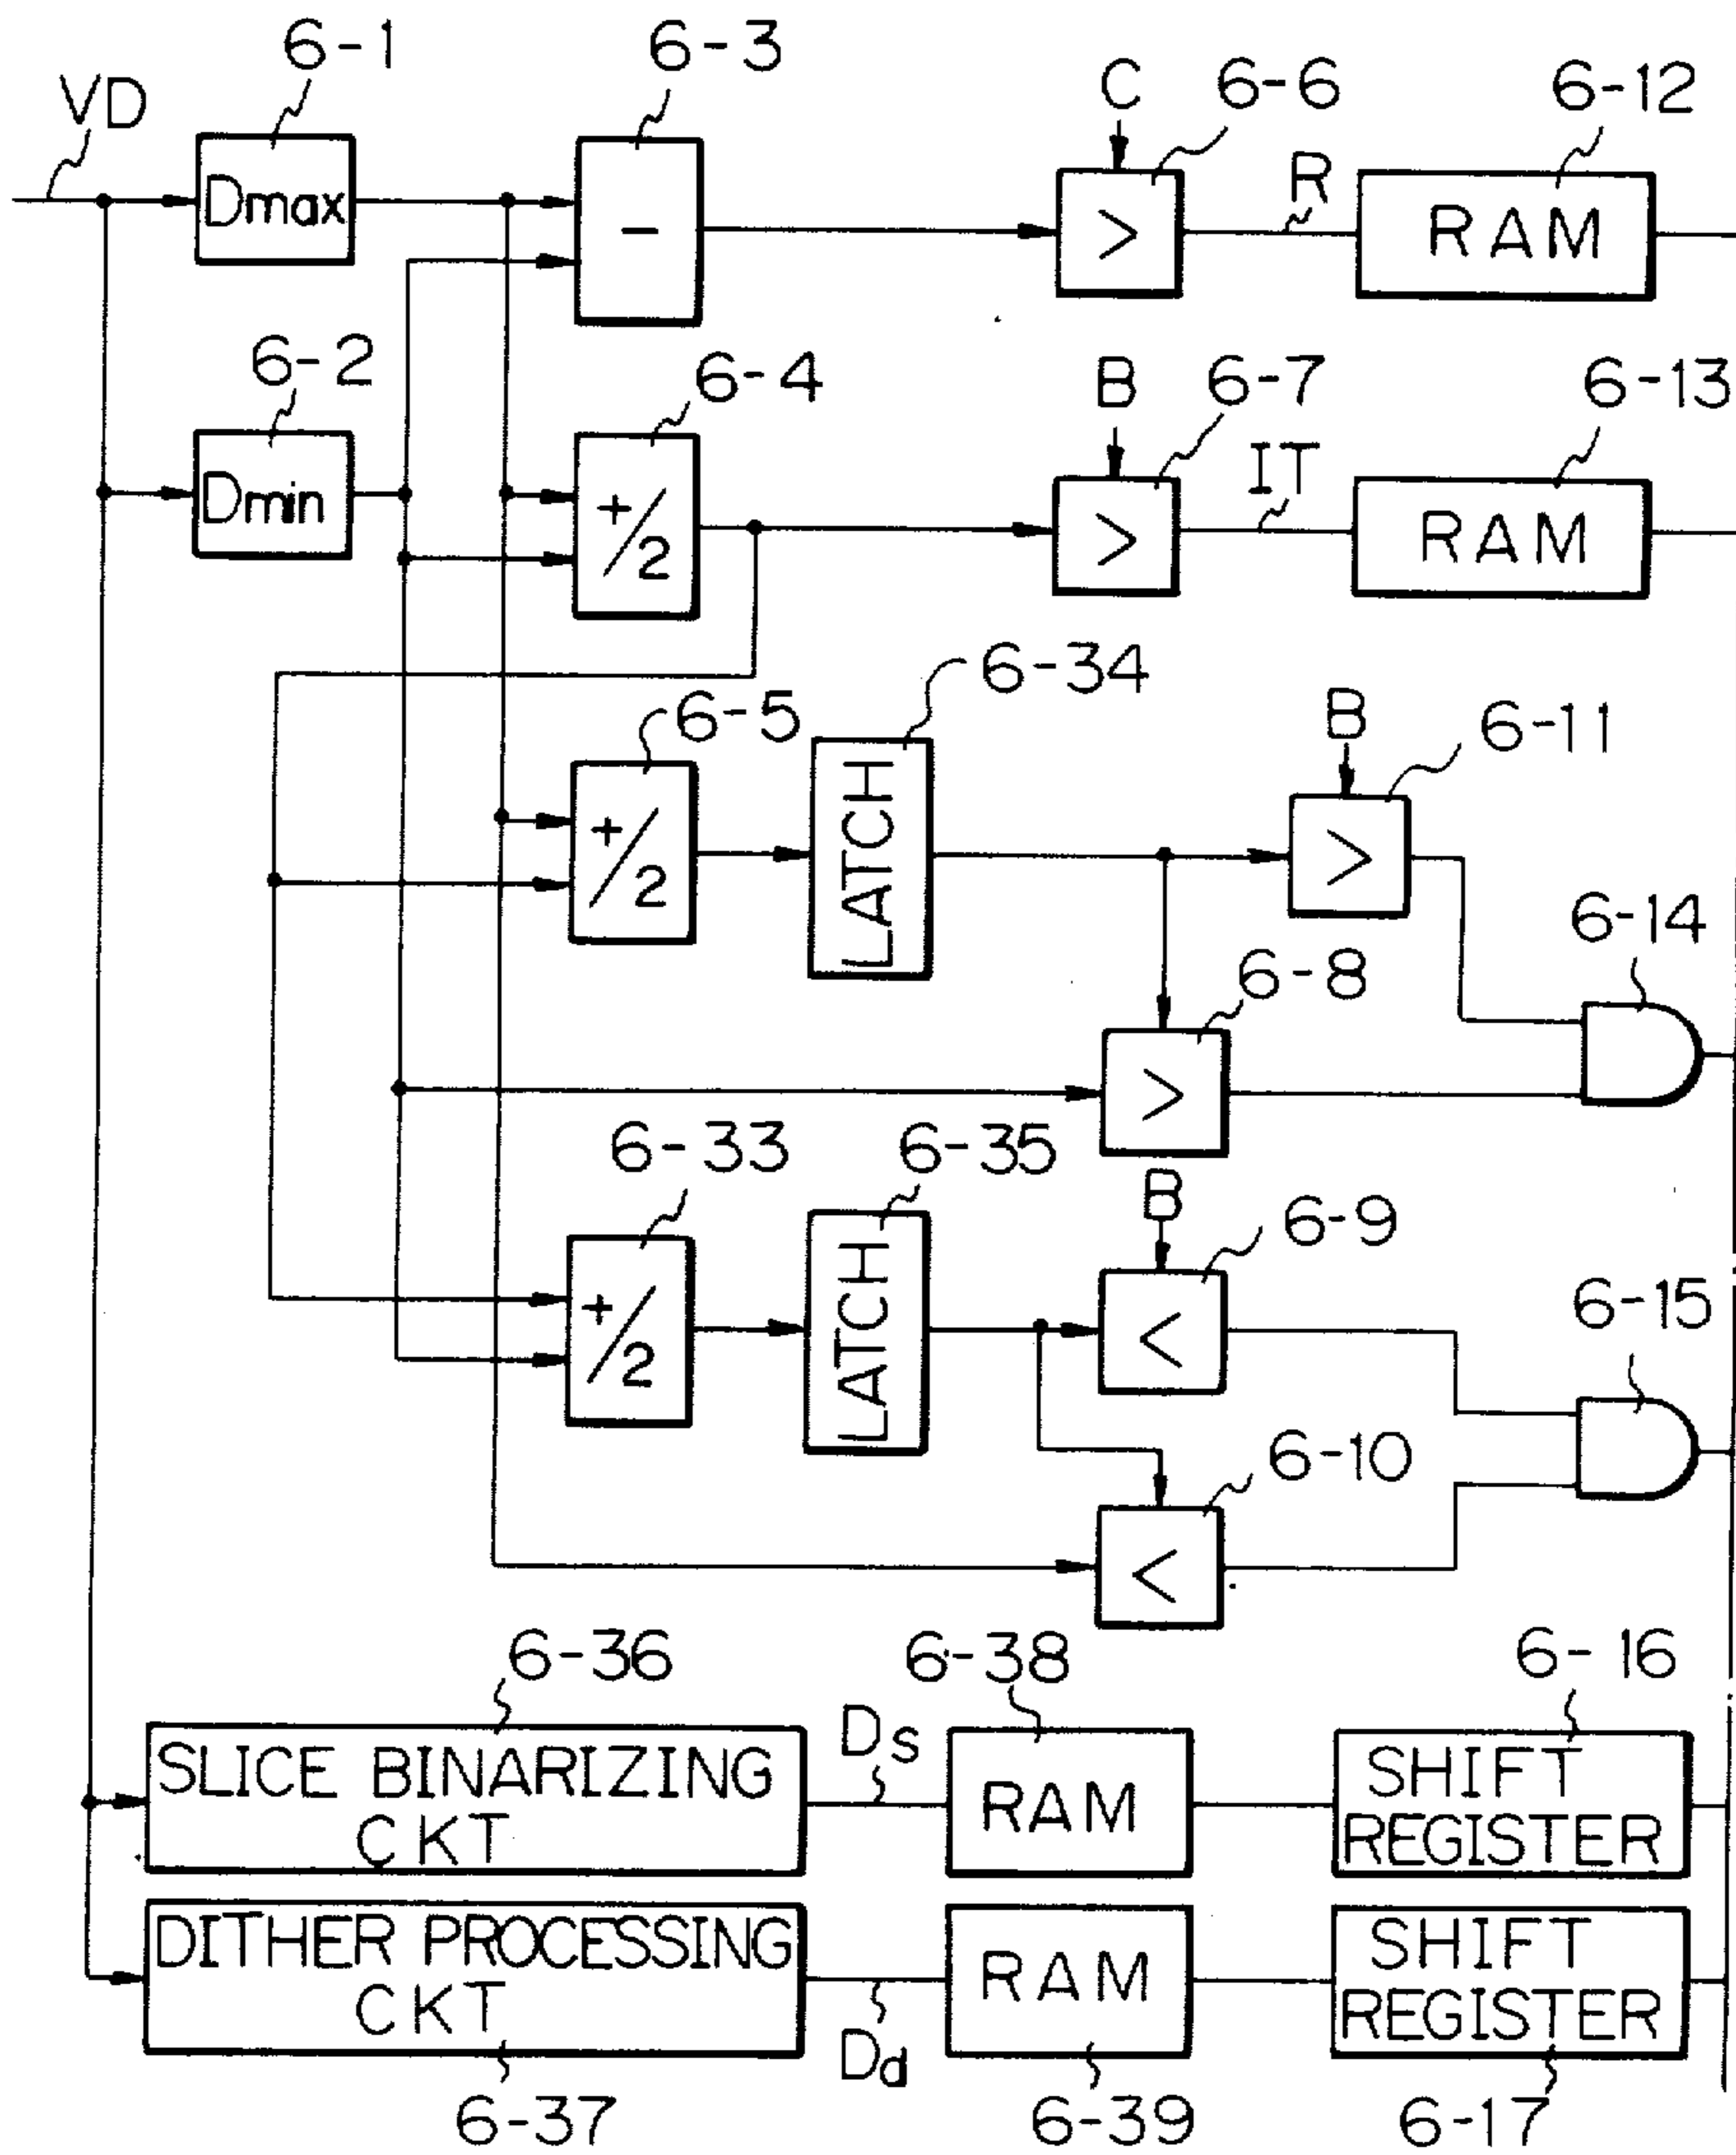 6-1
6-3
VD
C
6-6
6-12
Dmax
-
>
R
RAM
6-2
6-4
B
6-7
6-13
Dmin
+/2
>
IT
RAM
6-34
6-5
B
6-11
+/2
LATCH
>
6-14
6-8
>
6-33
6-35
B
6-9
+/2
LATCH
<
6-15
6-10
<
6-36
6-38
6-16
SLICE BINARIZING
CKT
Ds
RAM
SHIFT
REGISTER
DITHER PROCESSING
CKT
Dd
RAM
SHIFT
REGISTER
6-37
6-39
6-17